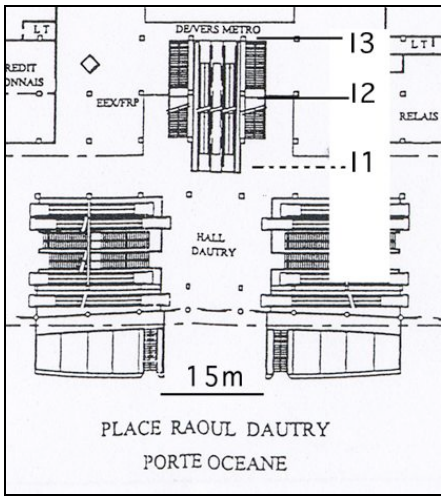 DE/VERS METRO
I3
LT
LT
REDIT
ONNAIS
I2
EEX/FRP
RELAIS
I1
HALL
DAUTRY
15m
PLACE RAOUL DAUTRY
PORTE OCEANE